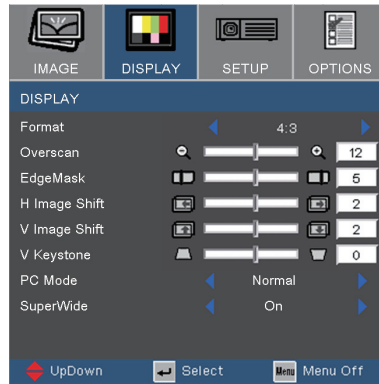 IMAGE DISPLAY SETUP OPTIONS
DISPLAY
Format 4:3
Overscan 12
EdgeMask 5
H Image Shift 2
V Image Shift 2
V Keystone 0
PC Mode Normal
SuperWide On
UpDown Select Menu Menu Off